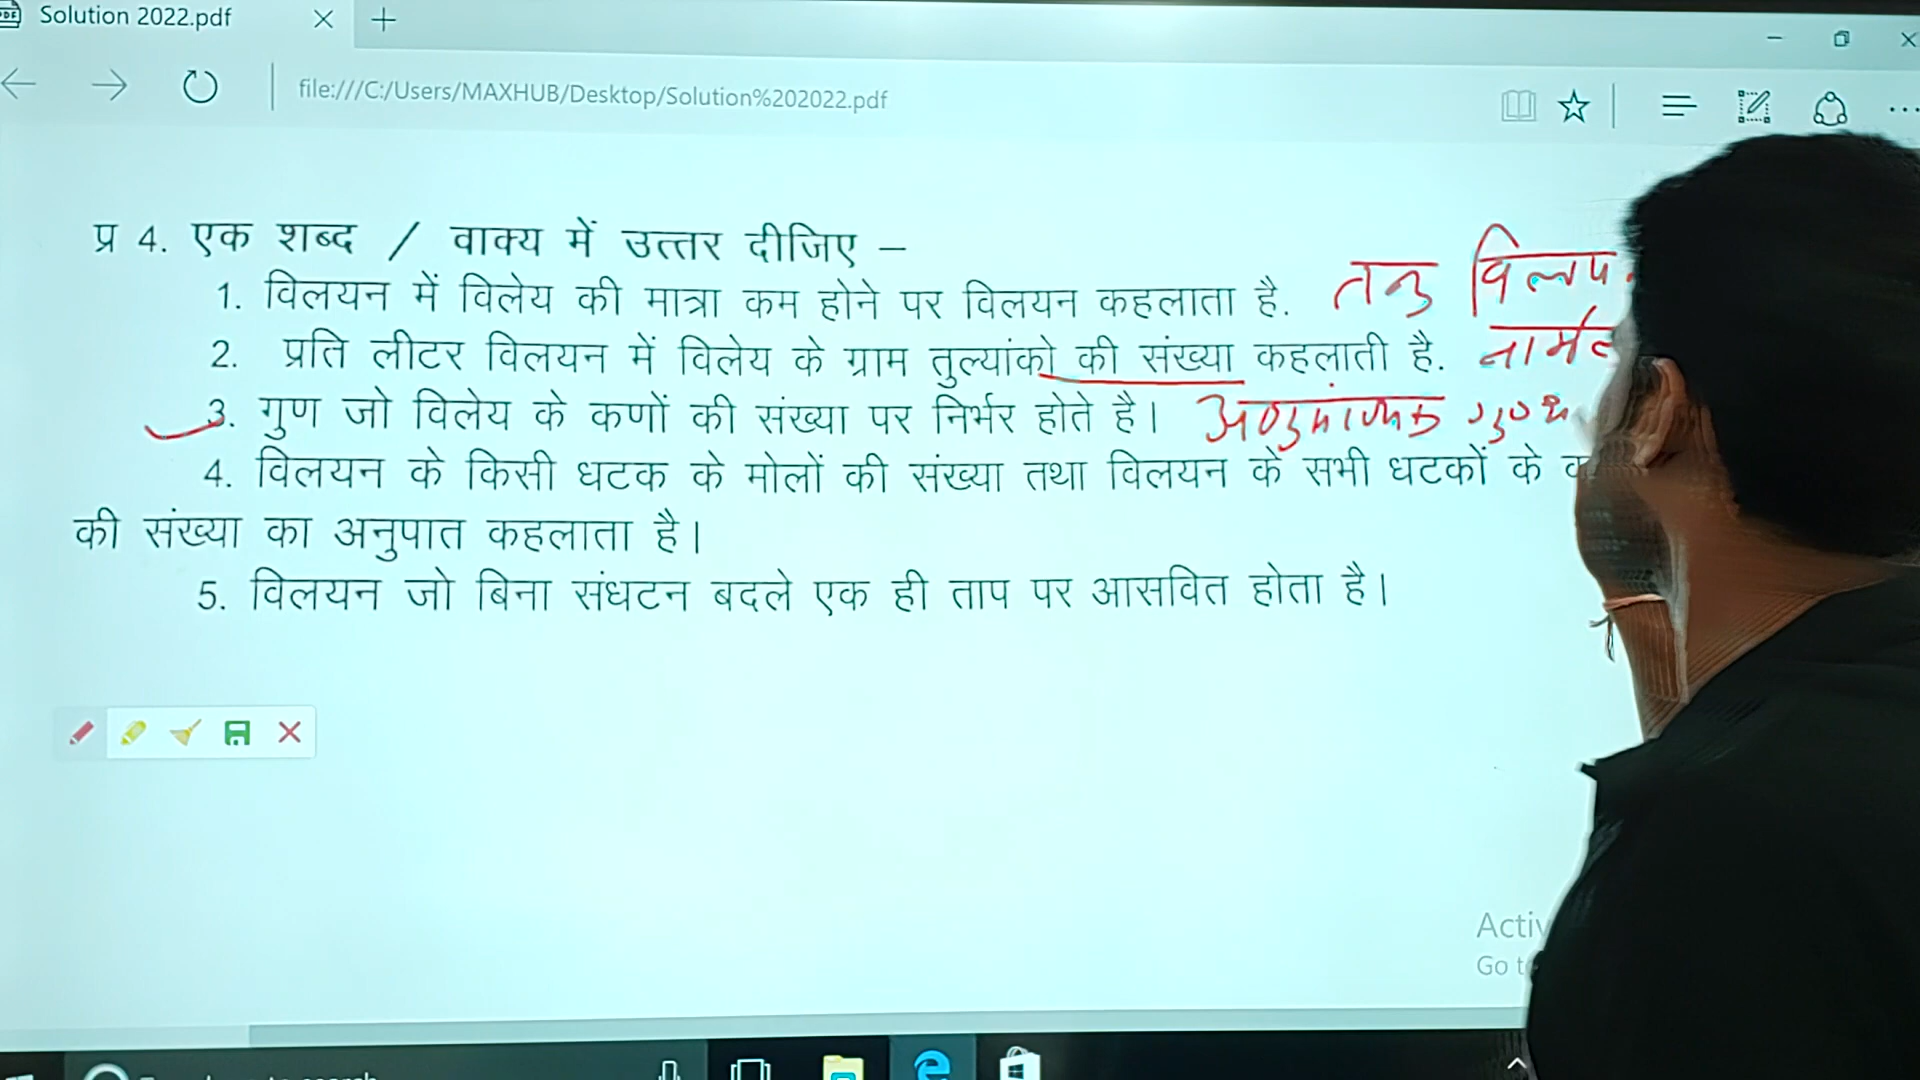 Solution 2022.pdf
file:///C:/Users/MAXHUB/Desktop/Solution%202022.pdf
प्र 4. एक शब्द / वाक्य में उत्तर दीजिए –
1. विलयन में विलेय की मात्रा कम होने पर विलयन कहलाता है. तनु
2. प्रति लीटर विलयन में विलेय के ग्राम तुल्यांको की संख्या कहलाती है.
3. गुण जो विलेय के कणों की संख्या पर निर्भर होते है।
4. विलयन के किसी धटक के मोलों की संख्या तथा विलयन के सभी धटकों के
की संख्या का अनुपात कहलाता है।
5. विलयन जो बिना संधटन बदले एक ही ताप पर आसवित होता है।